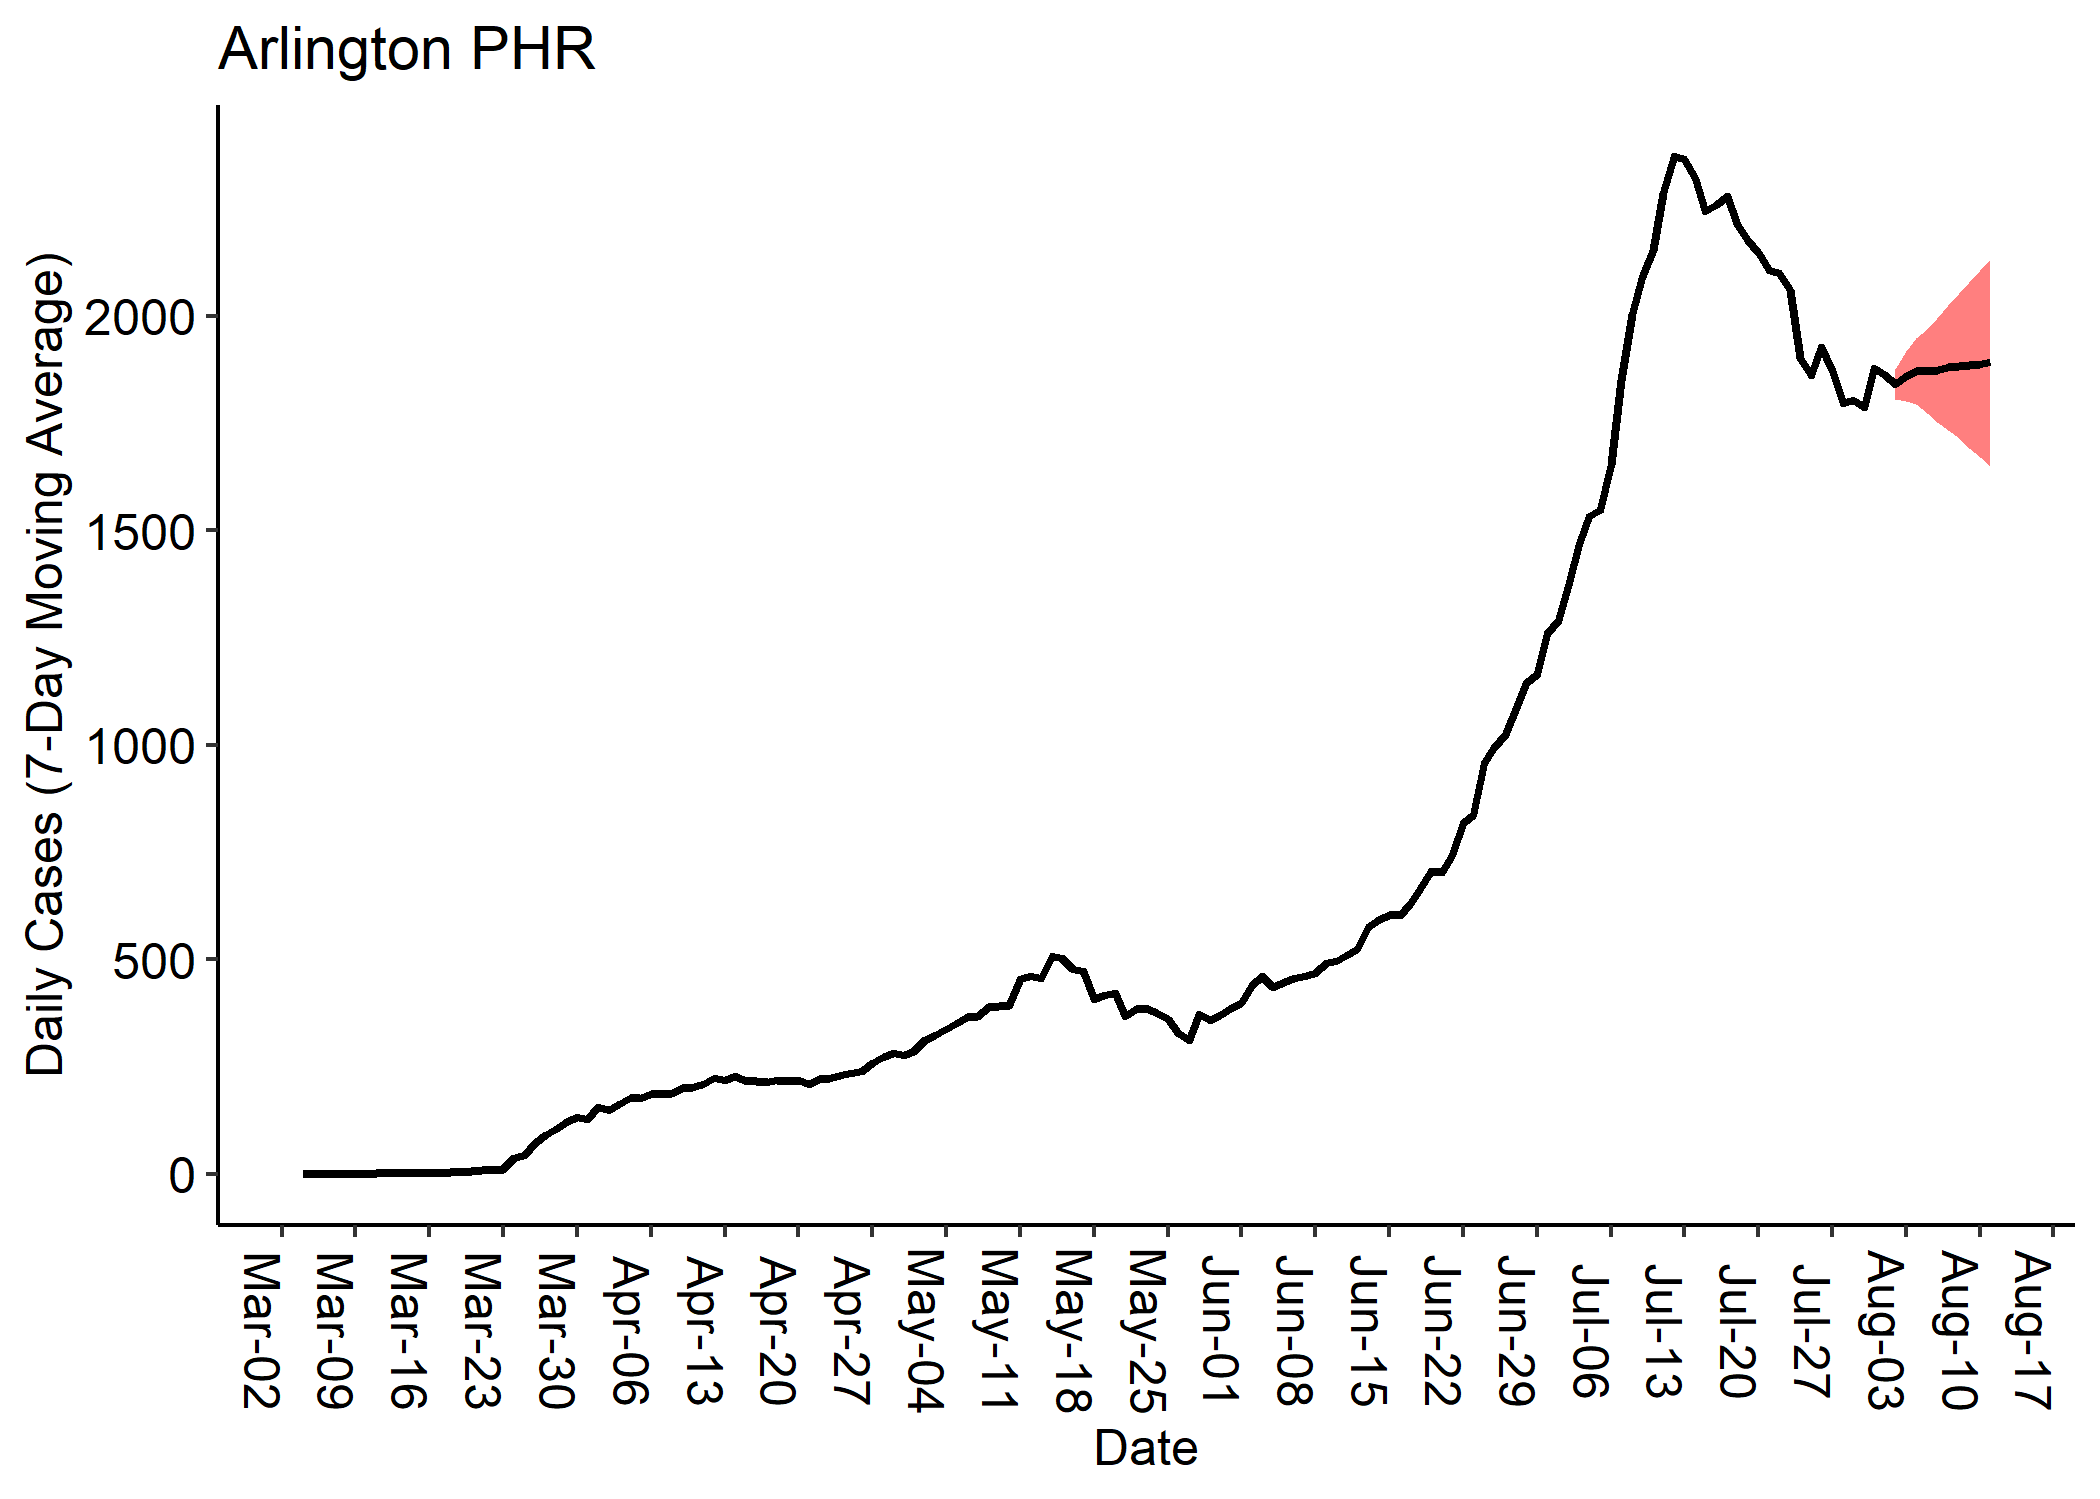 Arlington PHR
Daily Cases (7-Day Moving Average)
2000
1500
1000
500
0
Mar-02
Mar-09
Mar-16
Mar-23
Mar-30
Apr-06
Apr-13
Apr-20
Apr-27
May-04
May-11
May-18
May-25
Jun-01
Jun-08
Jun-15
Jun-22
Jun-29
Jul-06
Jul-13
Jul-20
Jul-27
Aug-03
Aug-10
Aug-17
Date